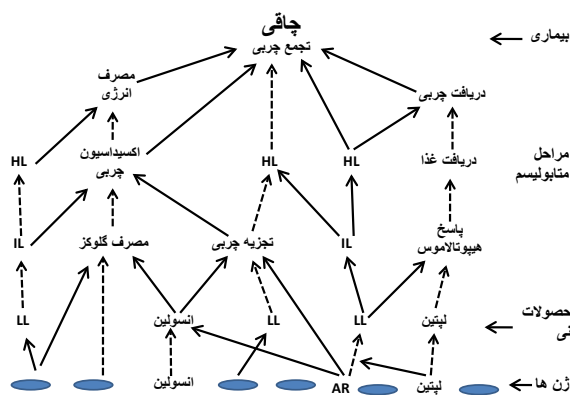 چاقی
تجمع چربی
بیماری
مصرف
انرژی
دریافت چربی
HL
اکسیداسیون
چربی
HL
HL
دریافت غذا
مراحل
متابولیسم
IL
مصرف گلوکز
تجزیه چربی
IL
پاسخ
هیپوتالاموس
LL
انسولین
LL
LL
لپتین
حصولات
نی
انسولین
AR
لپتین
ژن ها